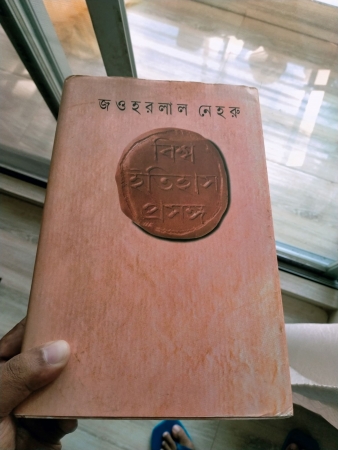 জওহরলাল নেহরু
বিশ্ব
ইতিহাস
প্রসঙ্গ